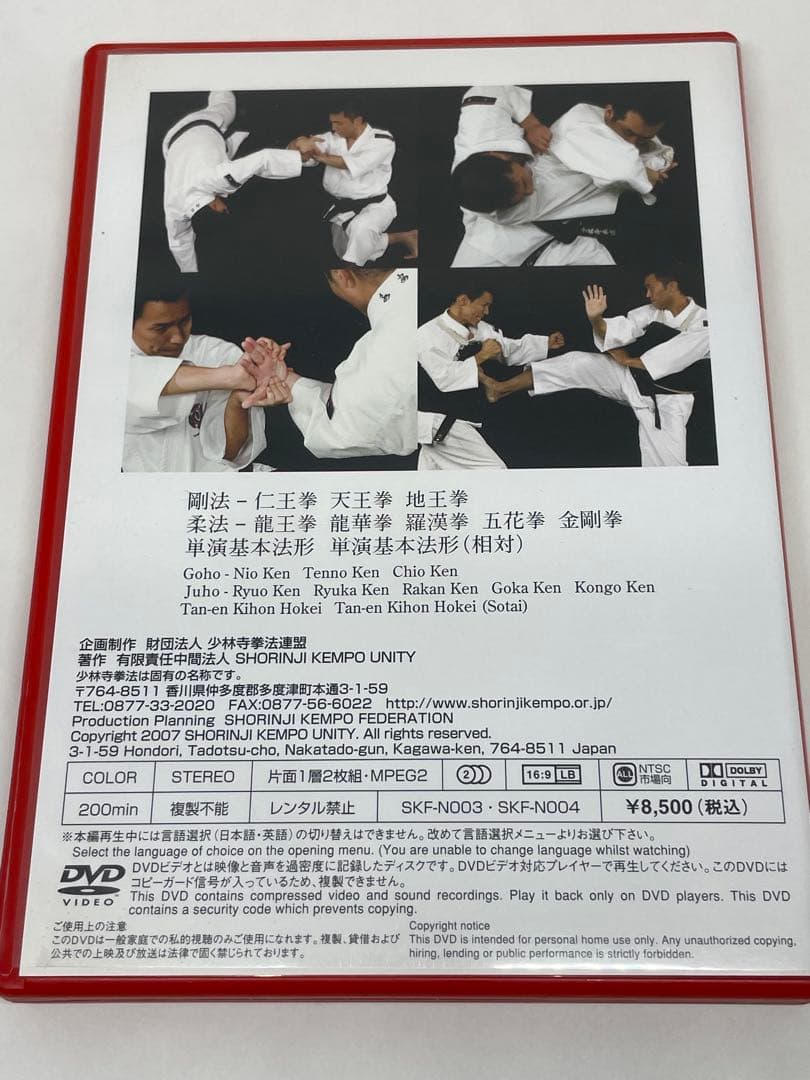 剛法 − 仁王拳 天王拳 地王拳
柔法 − 龍王拳 龍華拳 羅漢拳 五花拳 金剛拳
単演基本法形 単演基本法形(相対)
Goho - Nio Ken Tenno Ken Chio Ken
Juho - Ryuo Ken Ryuka Ken Rakan Ken Goka Ken Kongo Ken
Tan-en Kihon Hokei Tan-en Kihon Hokei (Sotai)
企画制作 財団法人 少林寺拳法連盟
著作 有限責任中間法人 SHORINJI KEMPO UNITY
少林寺拳法は固有の名称です。
〒764-8511 香川県仲多度郡多度津町本通3-1-59
TEL:0877-33-2020 FAX:0877-56-6022 http://www.shorinjikempo.or.jp/
Production Planning SHORINJI KEMPO FEDERATION
Copyright 2007 SHORINJI KEMPO UNITY. All rights reserved.
3-1-59 Hondori, Tadotsu-cho, Nakatado-gun, Kagawa-ken, 764-8511 Japan
COLOR STEREO 片面1層2枚組・MPEG2 2 16:9 LB ALL NTSC 市場向 DOLBY DIGITAL
200min 複製不能 レンタル禁止 SKF-N003・SKF-N004 ¥8,500(税込)
※本編再生中には言語選択(日本語・英語)の切り替えはできません。改めて言語選択メニューよりお選び下さい。
Select the language of choice on the opening menu. (You are unable to change language whilst watching)
DVD VIDEO
DVDビデオとは映像と音声を過密度に記録したディスクです。DVDビデオ対応プレイヤーで再生してください。このDVDには
コピーガード信号が入っているため、複製できません。
This DVD contains compressed video and sound recordings. Play it back only on DVD players. This DVD
contains a security code which prevents copying.
ご使用上の注意
このDVDは一般家庭での私的視聴のみご使用になれます。複製、貸借および
公共での上映及び放送は法律で固く禁じられております。
Copyright notice
This DVD is intended for personal home use only. Any unauthorized copying,
hiring, lending or public performance is strictly forbidden.